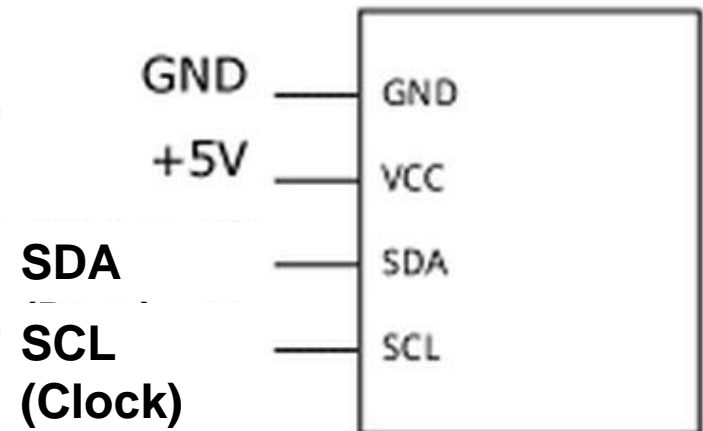 GND
GND
+5V
VCC
SDA
SDA
SCL
SCL
(Clock)